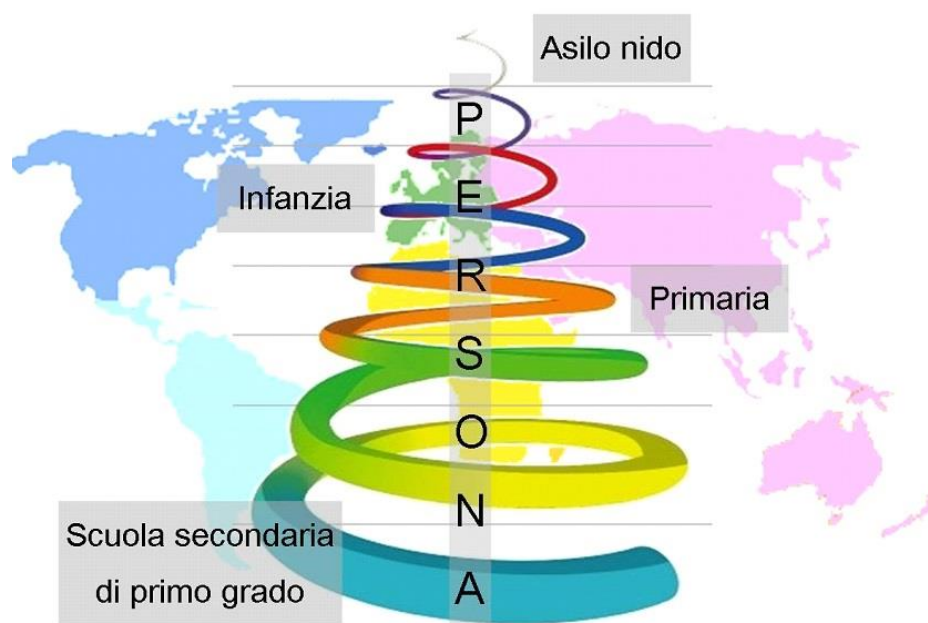 Asilo nido
P
E
R
S
O
N
A
Infanzia
Primaria
Scuola secondaria
di primo grado